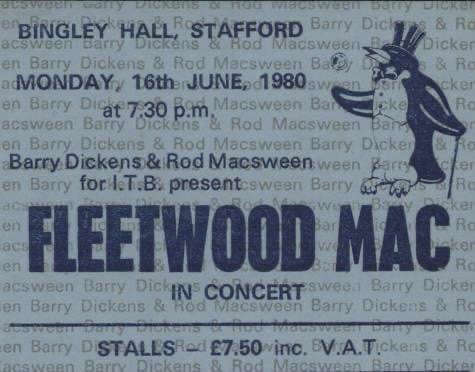 BINGLEY HALL, STAFFORD
MONDAY, 16th JUNE, 1980
at 7.30 p.m.
Barry Dickens & Rod Macsween
for I.T.B. present
FLEETWOOD MAC
IN CONCERT
STALLS — £7.50 inc. V.A.T.